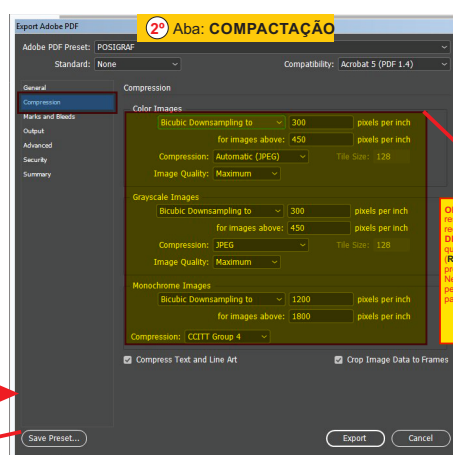 Export Adobe PDF
2º Aba: COMPACTAÇÃO
Adobe PDF Preset: POSIGRAF
Standard: None Compatibility: Acrobat 5 (PDF 1.4)
General
Compression
Marks and Bleeds
Output
Advanced
Security
Summary
Compression
Color Images
Bicubic Downsampling to 300 pixels per inch
for images above: 450 pixels per inch
Compression: Automatic (JPEG) Tile Size: 128
Image Quality: Maximum
Grayscale Images
Bicubic Downsampling to 300 pixels per inch
for images above: 450 pixels per inch
Compression: JPEG Tile Size: 128
Image Quality: Maximum
Monochrome Images
Bicubic Downsampling to 1200 pixels per inch
for images above: 1800 pixels per inch
Compression: CCITT Group 4
Compress Text and Line Art Crop Image Data to Frames
Save Preset... Export Cancel